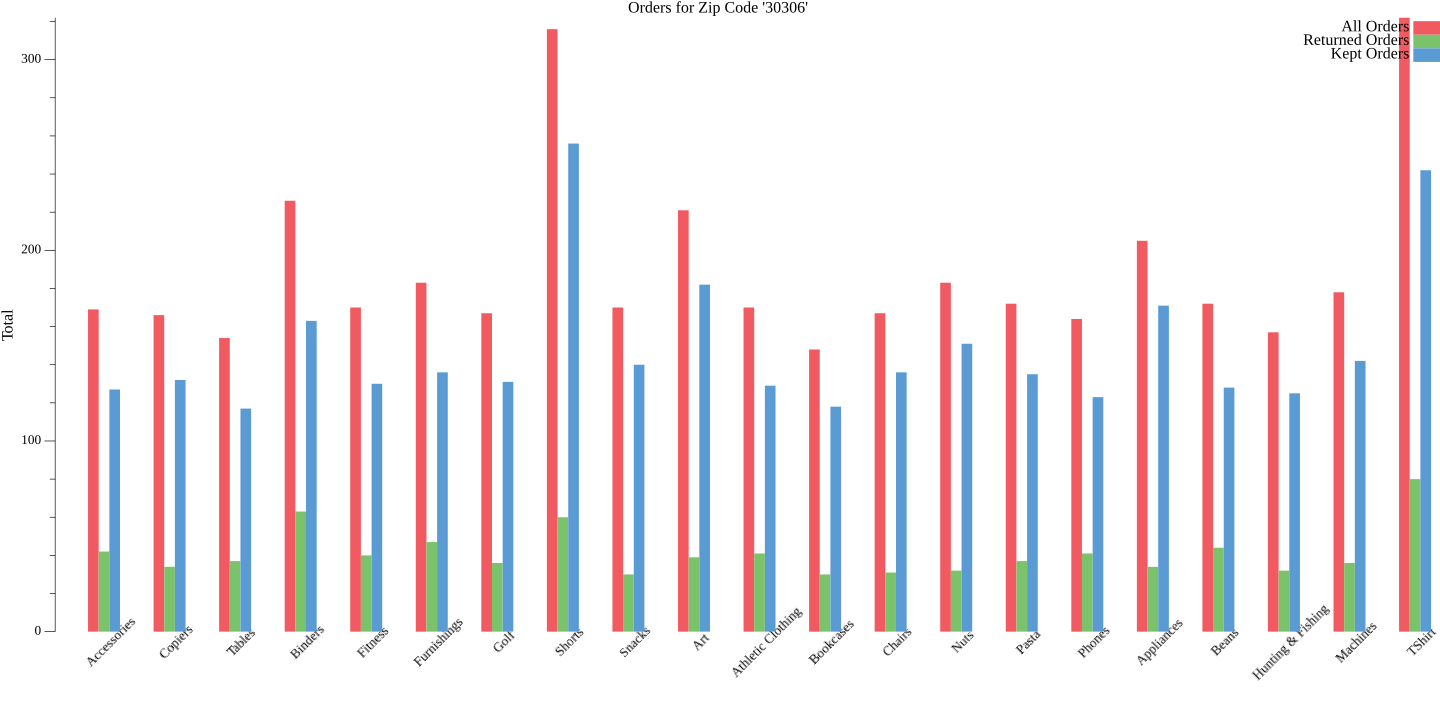 Orders for Zip Code '30306'
All Orders
Returned Orders
Kept Orders
300
200
100
0
Total
Accessories
Copiers
Tables
Binders
Fitness
Furnishings
Golf
Shorts
Snacks
Art
Athletic Clothing
Bookcases
Chairs
Nuts
Pasta
Phones
Appliances
Beans
Hunting & Fishing
Machines
TShirt